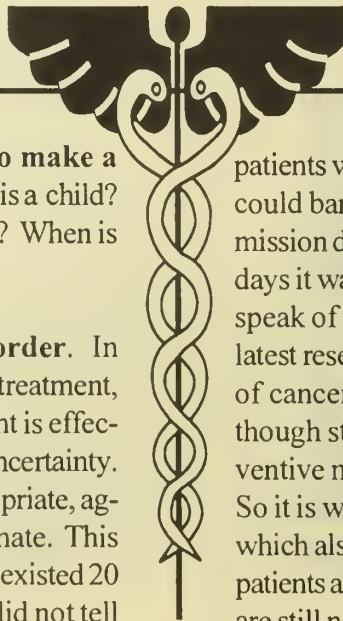 o make a
is a child?
? When is
order. In
treatment,
nt is effec-
ncertainty.
priate, ag-
nate. This
existed 20
did not tell
patients v
could bar
mission d
days it wa
speak of
latest rese
of cancer
though st
ventive n
So it is w
which als
patients a
are still n